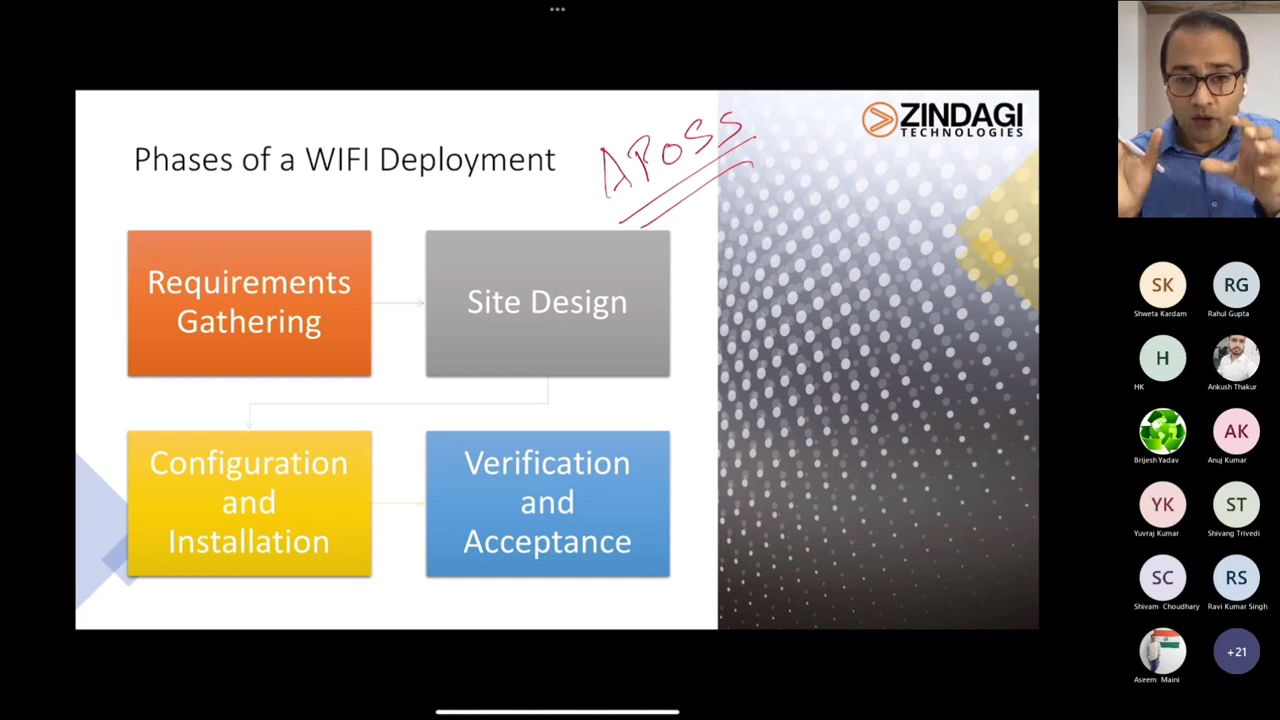 •••
ZINDAGI
TECHNOLOGIES
Phases of a WIFI Deployment
APOSS
Requirements
Gathering
Site Design
Configuration
and
Installation
Verification
and
Acceptance
SK
RG
Shweta Kardam
Rahul Gupta
H
HK
Ankush Thakur
AK
Brijesh Yadav
Anuj Kumar
YK
ST
Yuvraj Kumar
Shivang Trivedi
SC
RS
Shivam Choudhary
Ravi Kumar Singh
+21
Aseem Maini